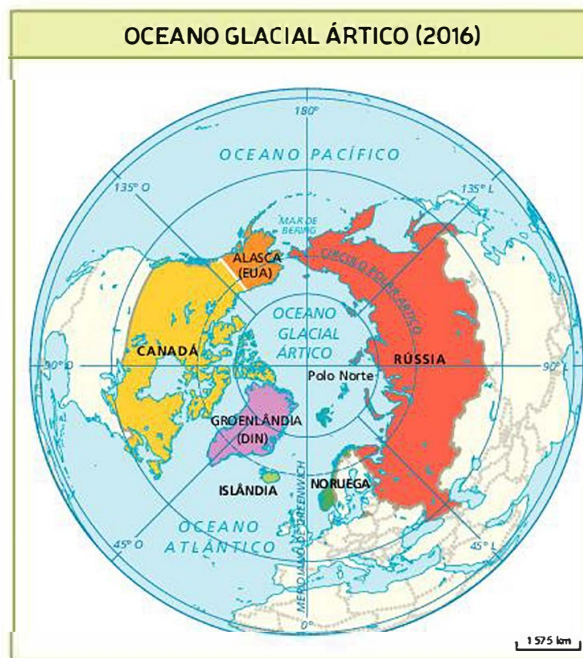 OCEANO GLACIAL ÁRTICO (2016)
180°
OCEANO PACÍFICO
135° O
135° L
MAR DE
BERING
ALASCA
(EUA)
CÍRCULO POLAR ÁRTICO
OCEANO
GLACIAL
ÁRTICO
CANADÁ
RÚSSIA
90° O
90° L
Polo Norte
GROENLÂNDIA
(DIN)
ISLÂNDIA
NORUEGA
OCEANO
ATLÂNTICO
MERIDIANO DE GREENWICH
45° O
45° L
0°
1 575 km